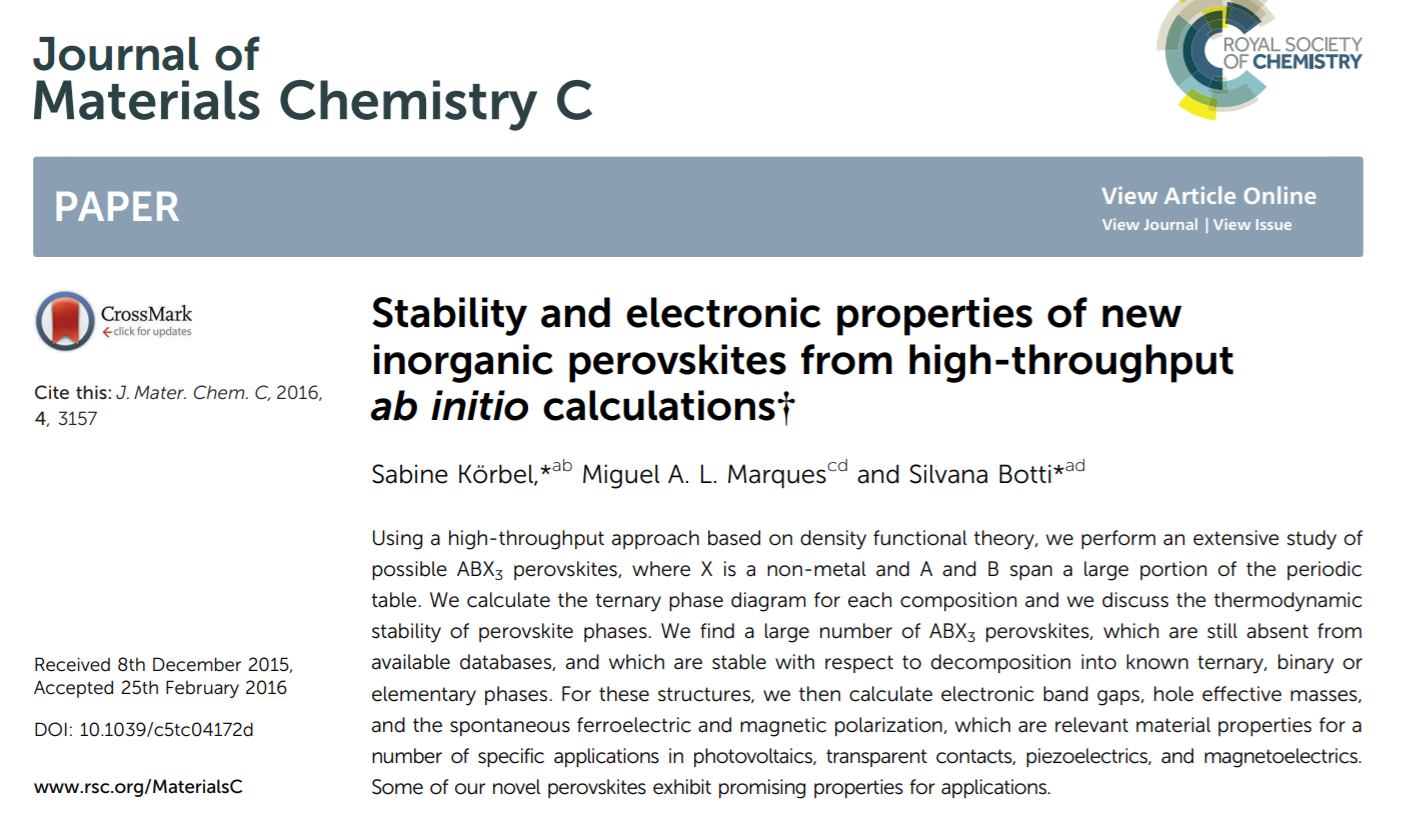 Journal of
Materials Chemistry C
ROYAL SOCIETY
OF CHEMISTRY
PAPER
View Article Online
View Journal | View Issue
CrossMark
click for updates
Cite this: J. Mater. Chem. C, 2016,
4, 3157
Stability and electronic properties of new
inorganic perovskites from high-throughput
ab initio calculations†
Sabine Körbel,*ab Miguel A. L. Marquescd and Silvana Botti*ad
Using a high-throughput approach based on density functional theory, we perform an extensive study of
possible ABX3 perovskites, where X is a non-metal and A and B span a large portion of the periodic
table. We calculate the ternary phase diagram for each composition and we discuss the thermodynamic
stability of perovskite phases. We find a large number of ABX3 perovskites, which are still absent from
available databases, and which are stable with respect to decomposition into known ternary, binary or
elementary phases. For these structures, we then calculate electronic band gaps, hole effective masses,
and the spontaneous ferroelectric and magnetic polarization, which are relevant material properties for a
number of specific applications in photovoltaics, transparent contacts, piezoelectrics, and magnetoelectrics.
Some of our novel perovskites exhibit promising properties for applications.
Received 8th December 2015,
Accepted 25th February 2016
DOI: 10.1039/c5tc04172d
www.rsc.org/MaterialsC